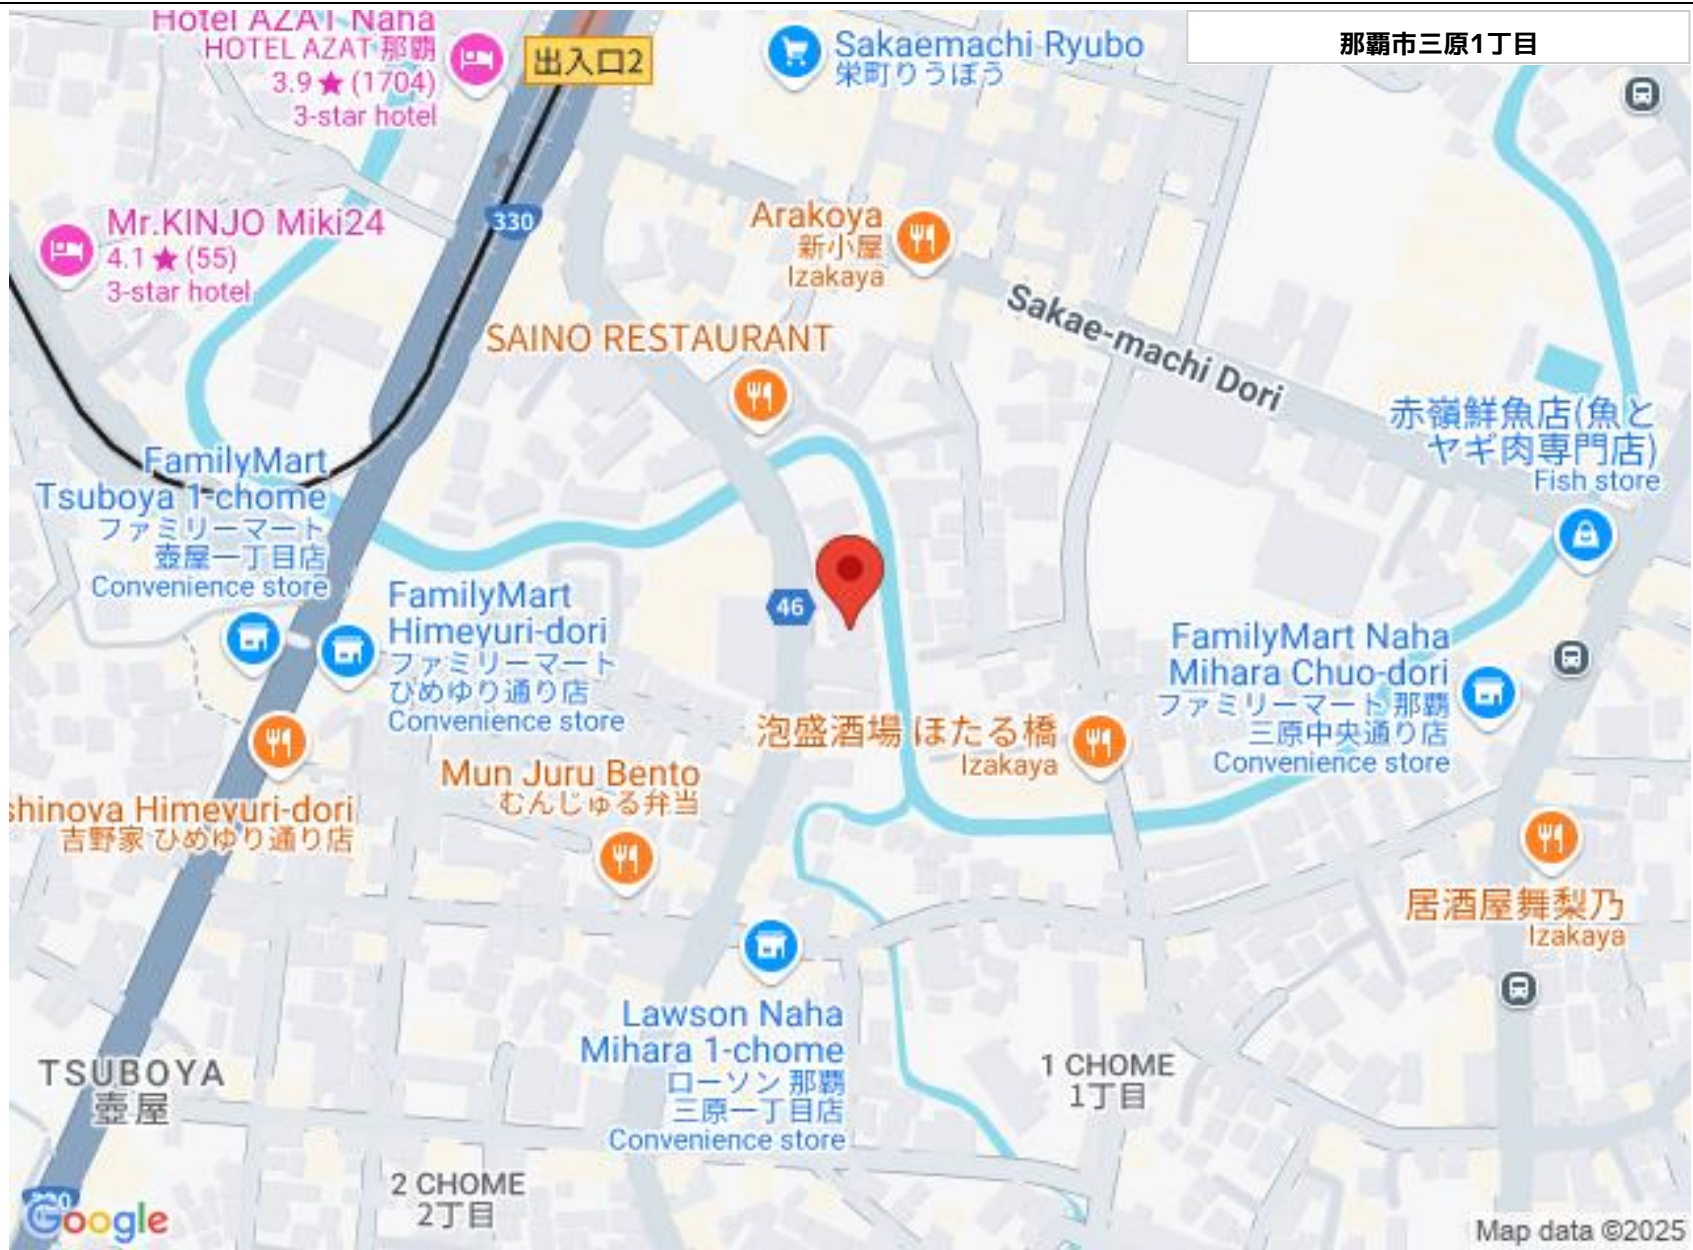 Hotel AZAT Naha
HOTEL AZAT 那覇
3.9 ★ (1704)
3-star hotel
出入口2
Sakaemachi Ryubo
栄町りうぼう
那覇市三原1丁目
330
Mr.KINJO Miki24
4.1 ★ (55)
3-star hotel
Arakoya
新小屋
Izakaya
Sakae-machi Dori
SAINO RESTAURANT
赤嶺鮮魚店(魚と
ヤギ肉専門店)
Fish store
FamilyMart
Tsuboya 1-chome
ファミリーマート
壺屋一丁目店
Convenience store
FamilyMart
Himeyuri-dori
ファミリーマート
ひめゆり通り店
Convenience store
46
FamilyMart Naha
Mihara Chuo-dori
ファミリーマート 那覇
三原中央通り店
Convenience store
泡盛酒場 ほたる橋
Izakaya
Mun Juru Bento
むんじゅる弁当
shinoya Himeyuri-dori
吉野家 ひめゆり通り店
居酒屋舞梨乃
Izakaya
Lawson Naha
Mihara 1-chome
ローソン 那覇
三原一丁目店
Convenience store
TSUBOYA
壺屋
1 CHOME
1丁目
2 CHOME
2丁目
330
Google
Map data ©2025